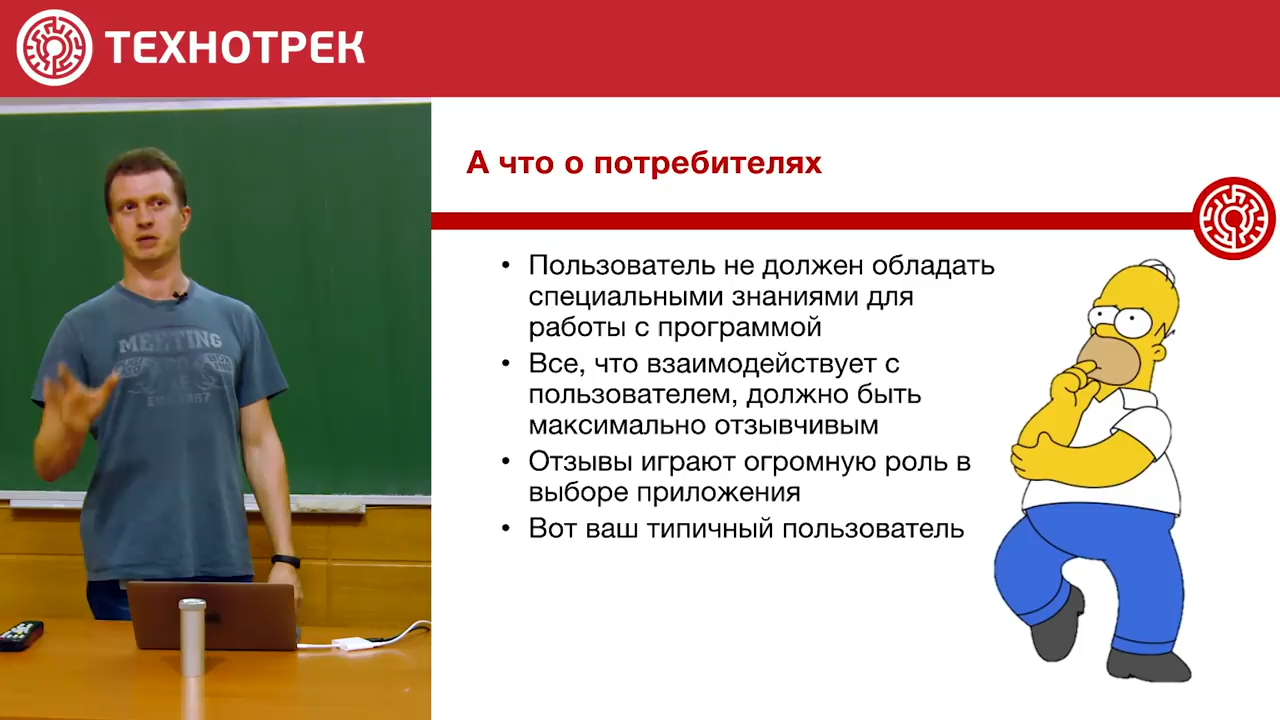 ТЕХНОТРЕК
А что о потребителях
• Пользователь не должен обладать
специальными знаниями для
работы с программой
• Все, что взаимодействует с
пользователем, должно быть
максимально отзывчивым
• Отзывы играют огромную роль в
выборе приложения
• Вот ваш типичный пользователь
MEETING